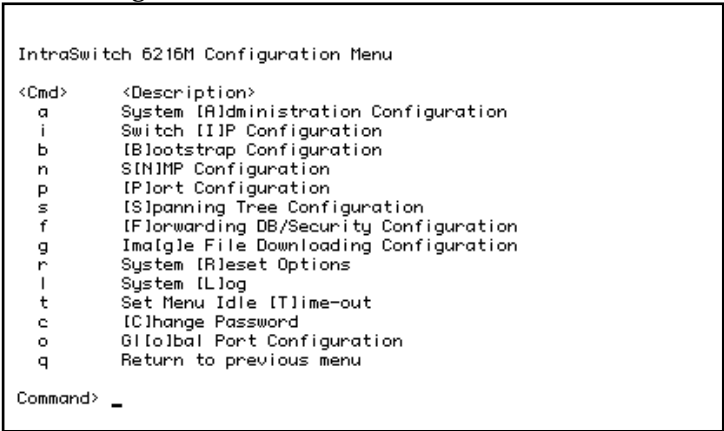 IntraSwitch 6216M Configuration Menu
<Cmd> <Description>
a System [A]dministration Configuration
i Switch [I]P Configuration
b [B]ootstrap Configuration
n S[N]MP Configuration
p [P]ort Configuration
s [S]panning Tree Configuration
f [F]orwarding DB/Security Configuration
g Ima[g]e File Downloading Configuration
r System [R]eset Options
l System [L]og
t Set Menu Idle [T]ime-out
c [C]hange Password
o Gl[o]bal Port Configuration
q Return to previous menu
Command> _